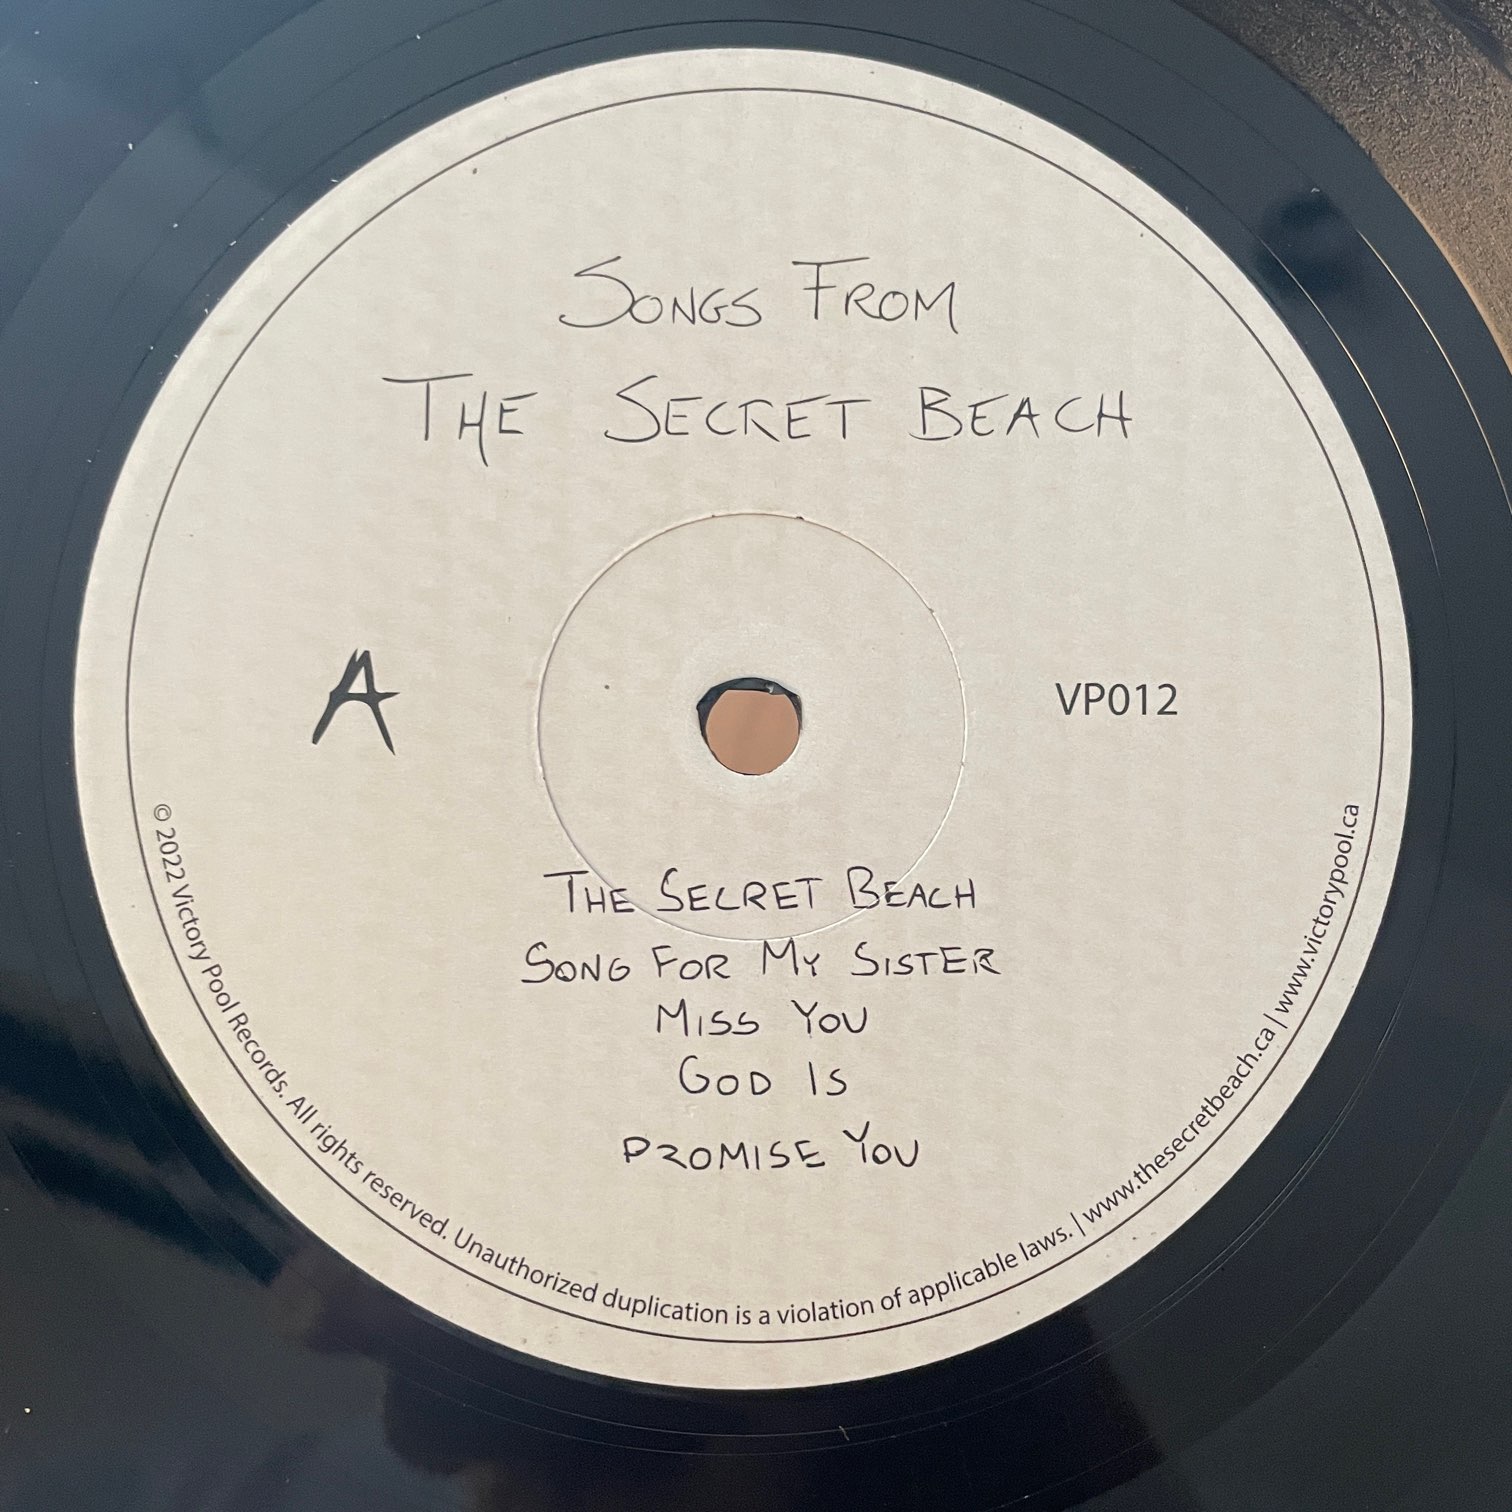 SONGS FROM
THE SECRET BEACH
A
VP012
THE SECRET BEACH
SONG FOR MY SISTER
MISS YOU
GOD IS
PROMISE YOU
© 2022 Victory Pool Records. All rights reserved. Unauthorized duplication is a violation of applicable laws. | www.thesecretbeach.ca | www.victorypool.ca